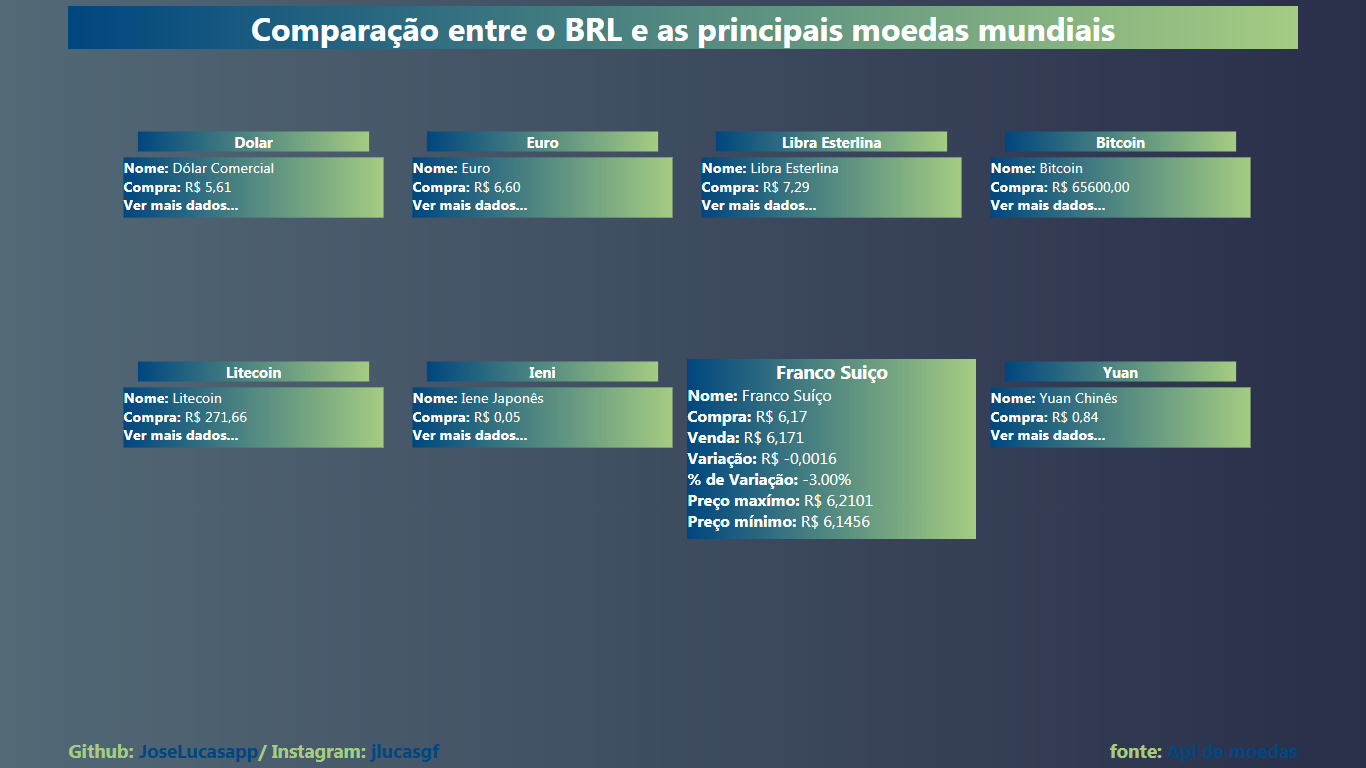 Comparação entre o BRL e as principais moedas mundiais
Dolar
Nome: Dólar Comercial
Compra: R$ 5,61
Ver mais dados...
Euro
Nome: Euro
Compra: R$ 6,60
Ver mais dados...
Libra Esterlina
Nome: Libra Esterlina
Compra: R$ 7,29
Ver mais dados...
Bitcoin
Nome: Bitcoin
Compra: R$ 65600,00
Ver mais dados...
Litecoin
Nome: Litecoin
Compra: R$ 271,66
Ver mais dados...
Ieni
Nome: Iene Japonês
Compra: R$ 0,05
Ver mais dados...
Franco Suiço
Nome: Franco Suíço
Compra: R$ 6,17
Venda: R$ 6,171
Variação: R$ -0,0016
% de Variação: -3.00%
Preço maxímo: R$ 6,2101
Preço mínimo: R$ 6,1456
Yuan
Nome: Yuan Chinês
Compra: R$ 0,84
Ver mais dados...
Github: JoseLucasapp/ Instagram: jlucasgf
fonte: Api de moedas